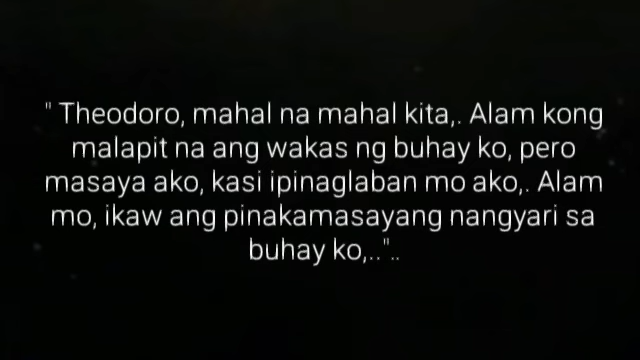 " Theodoro, mahal na mahal kita,. Alam kong
malapit na ang wakas ng buhay ko, pero
masaya ako, kasi ipinaglaban mo ako,. Alam
mo, ikaw ang pinakamasayang nangyari sa
buhay ko,.."..